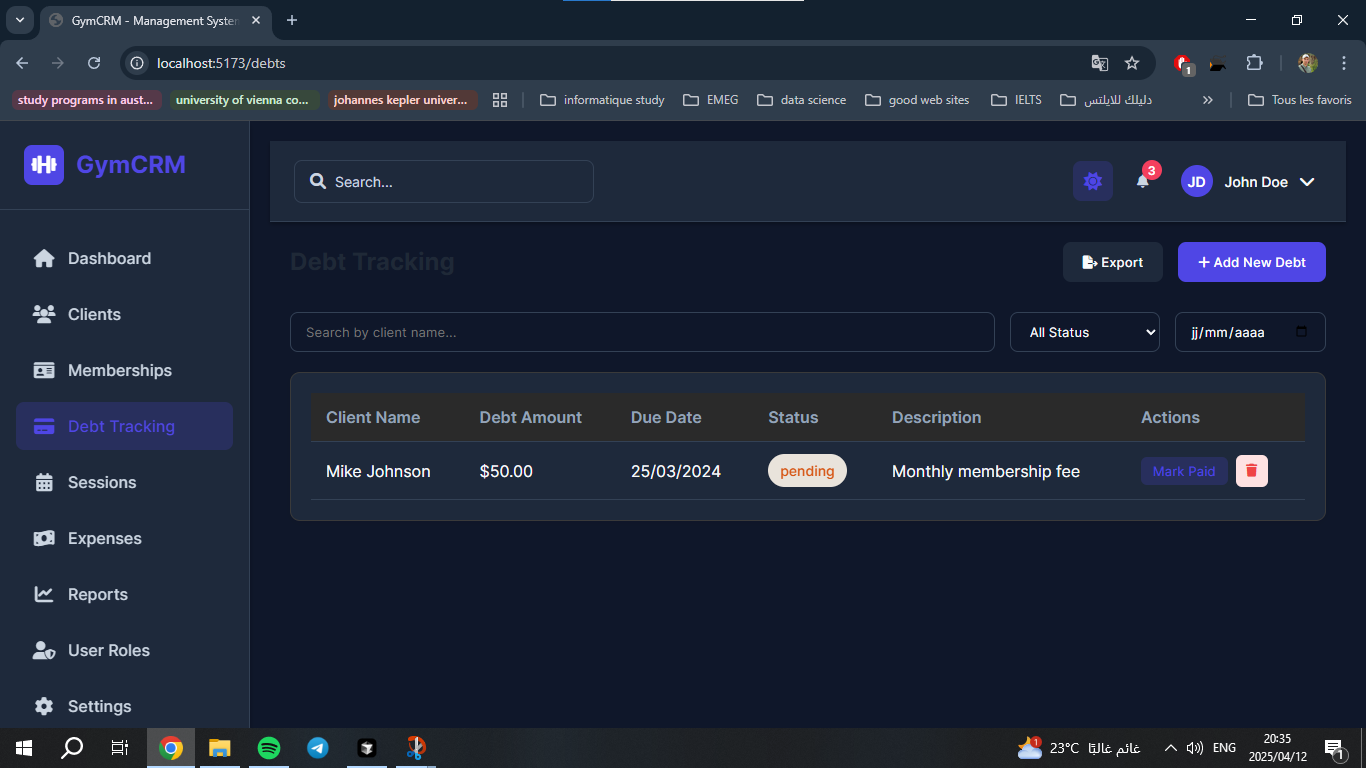 GymCRM - Management System
localhost:5173/debts
1
study programs in aust...
university of vienna co...
johannes kepler univer...
informatique study
EMEG
data science
good web sites
IELTS
دليلك للايلتس
Tous les favoris
GymCRM
Search...
3
JD
John Doe
Dashboard
Clients
Memberships
Debt Tracking
Sessions
Expenses
Reports
User Roles
Settings
Debt Tracking
Export
Add New Debt
Search by client name...
All Status
jj/mm/aaaa
Client Name Debt Amount Due Date Status Description Actions
Mike Johnson $50.00 25/03/2024 pending Monthly membership fee Mark Paid
1
23°C غائم غالبًا
ENG
20:35
2025/04/12
1